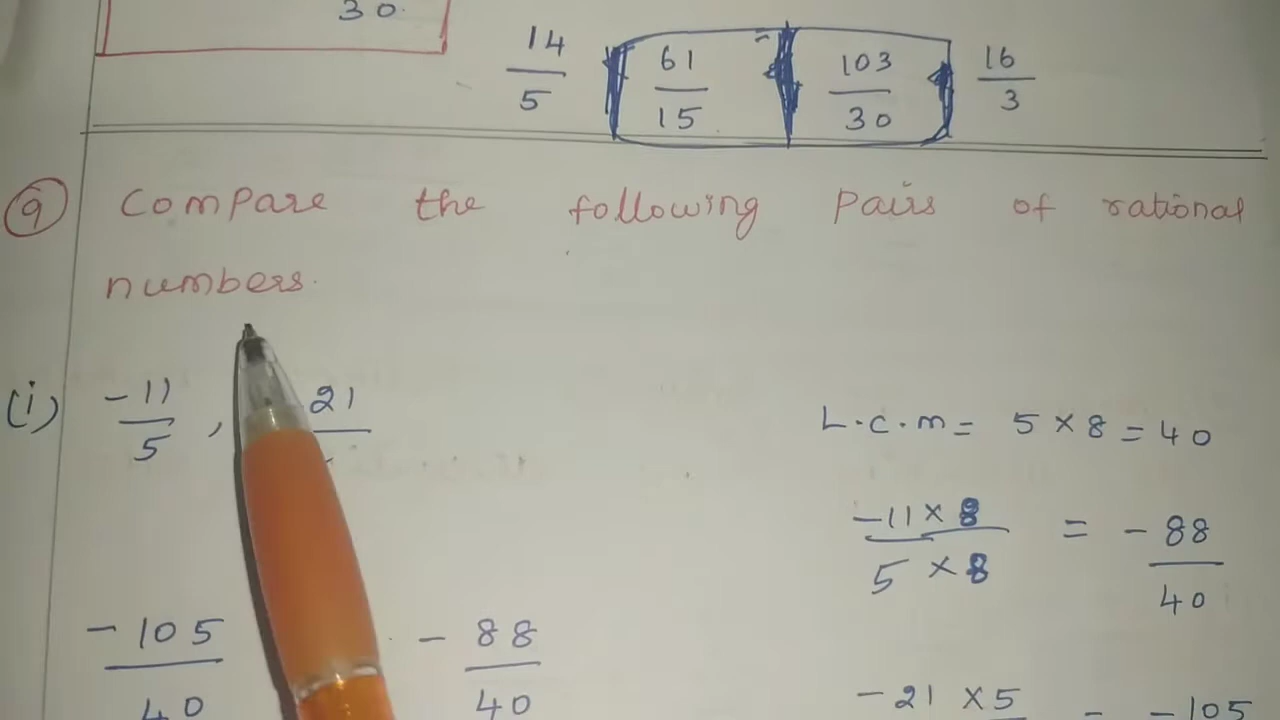 30.
14/5 61/15 103/30 16/3
9 Compare the following pairs of rational
numbers.
(i) -11/5 , 21
L.C.M = 5 × 8 = 40
-11 × 8 / 5 × 8 = -88/40
-105/40 -88/40
-21 × 5 = -105